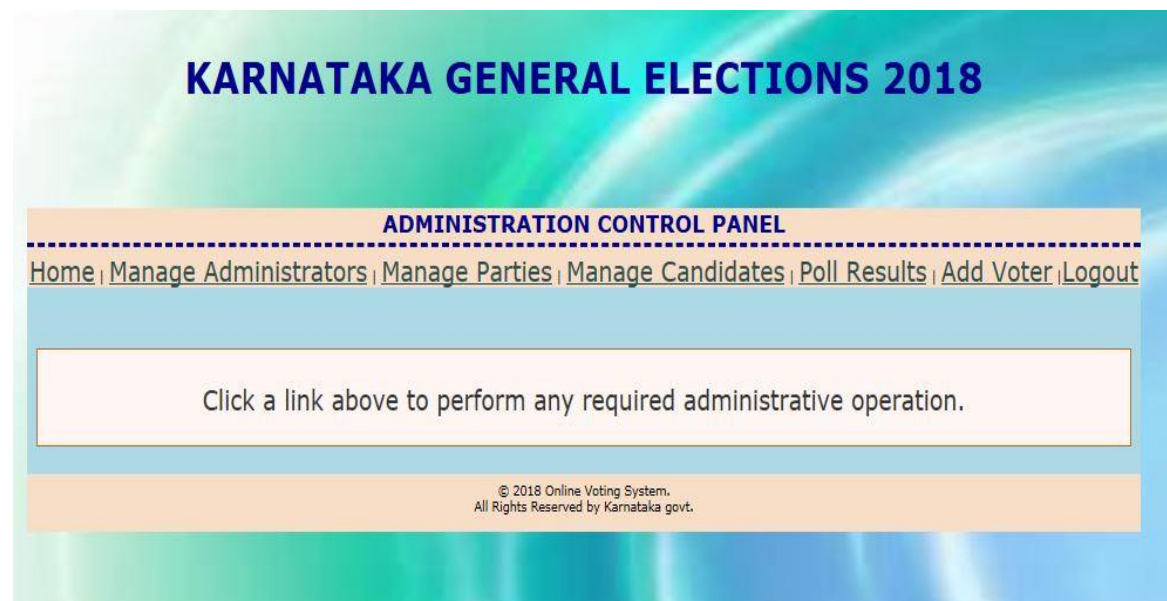 KARNATAKA GENERAL ELECTIONS 2018
ADMINISTRATION CONTROL PANEL
Home | Manage Administrators | Manage Parties | Manage Candidates | Poll Results | Add Voter |Logout
Click a link above to perform any required administrative operation.
© 2018 Online Voting System.
All Rights Reserved by Karnataka govt.